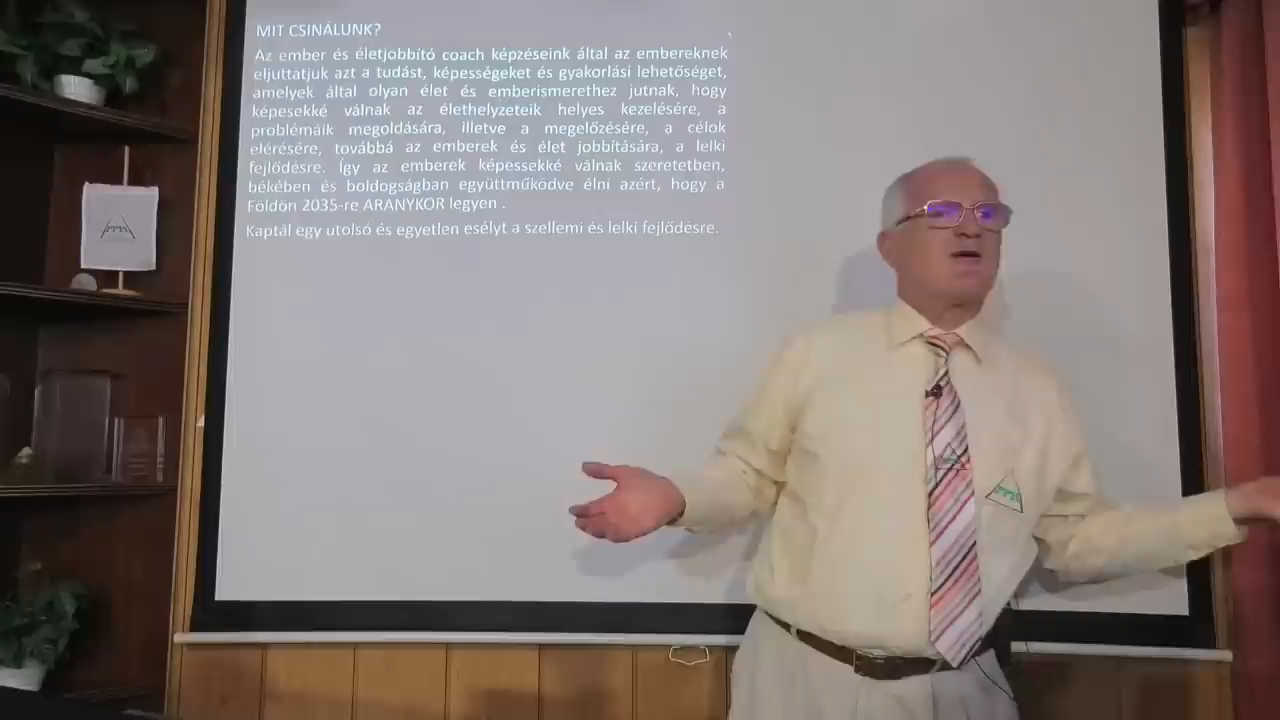 MIT CSINÁLUNK?
Az ember és életjobbító coach képzéseink által az embereknek
eljuttatjuk azt a tudást, képességeket és gyakorlási lehetőséget,
amelyek által olyan élet és emberismerethez jutnak, hogy
képesekké válnak az élethelyzeteik helyes kezelésére, a
problémáik megoldására, illetve a megelőzésére, a célok
elérésére, továbbá az emberek és élet jobbítására, a lelki
fejlődésre. Így az emberek képessekké válnak szeretetben,
békében és boldogságban együttműködve élni azért, hogy a
Földön 2035-re ARANYKOR legyen .
Kaptál egy utolsó és egyetlen esélyt a szellemi és lelki fejlődésre.